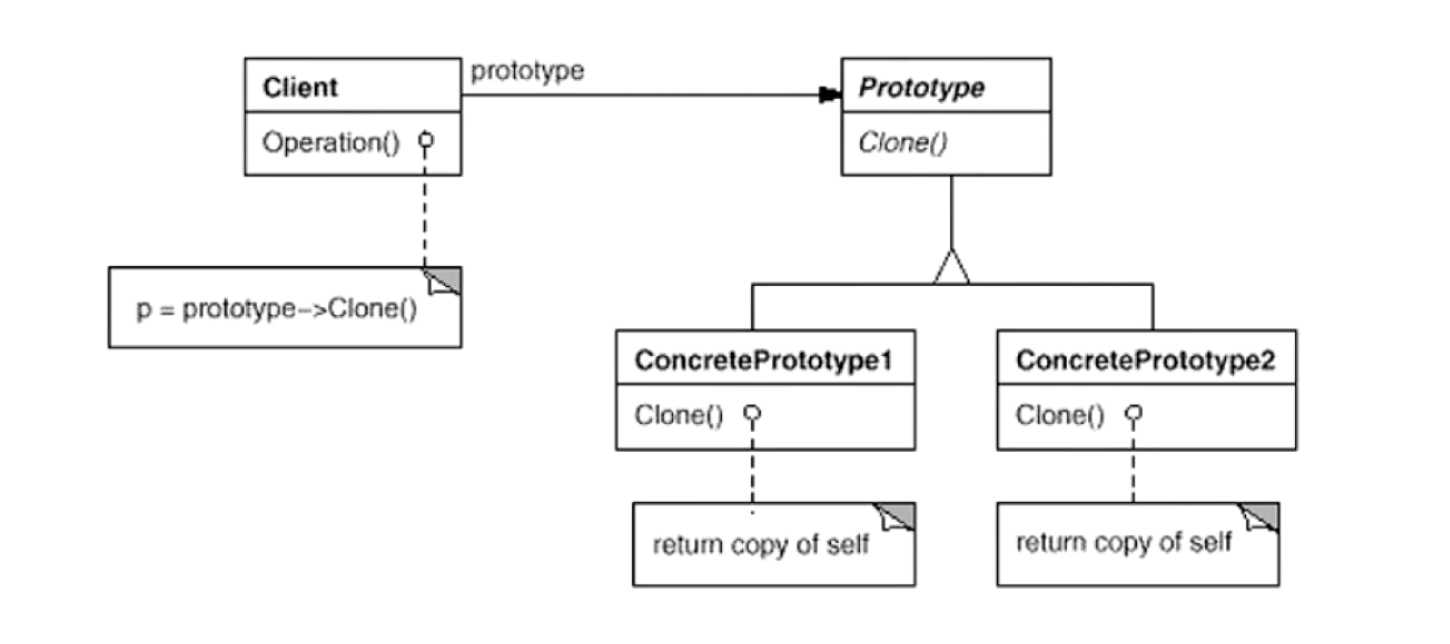 Client
Operation()
prototype
Prototype
Clone()
p = prototype->Clone()
ConcretePrototype1
Clone()
ConcretePrototype2
Clone()
return copy of self
return copy of self